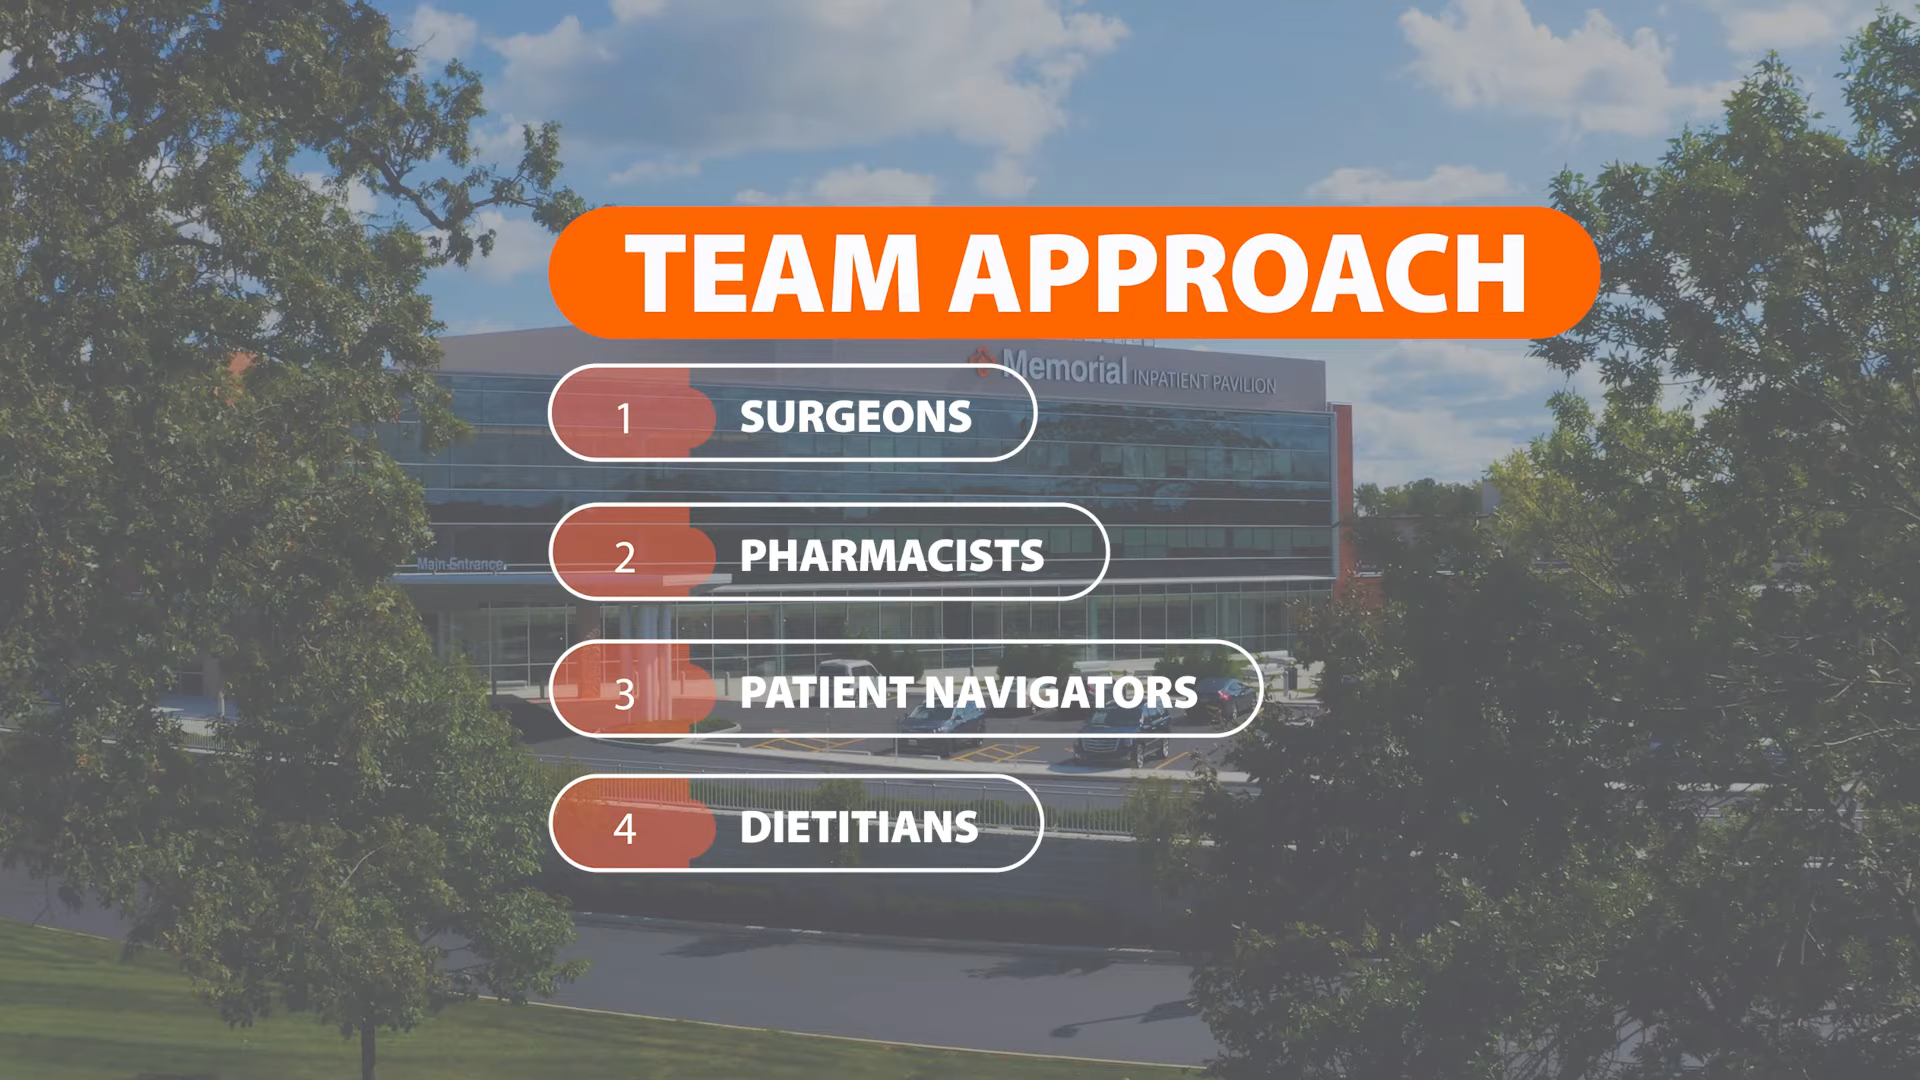 TEAM APPROACH
Memorial INPATIENT PAVILION
1 SURGEONS
2 PHARMACISTS
Main Entrance
3 PATIENT NAVIGATORS
4 DIETITIANS